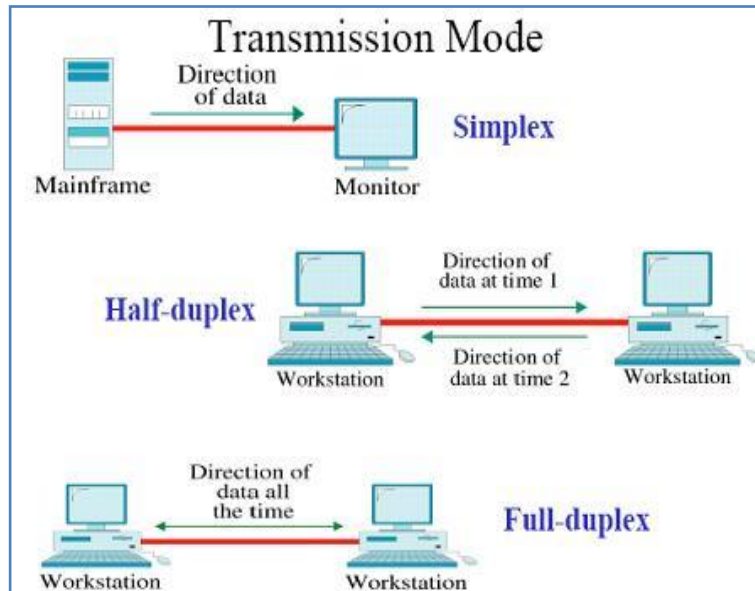 Transmission Mode
Direction
of data
Simplex
Mainframe
Monitor
Direction of
data at time 1
Half-duplex
Direction of
data at time 2
Workstation
Workstation
Direction of
data all
the time
Full-duplex
Workstation
Workstation